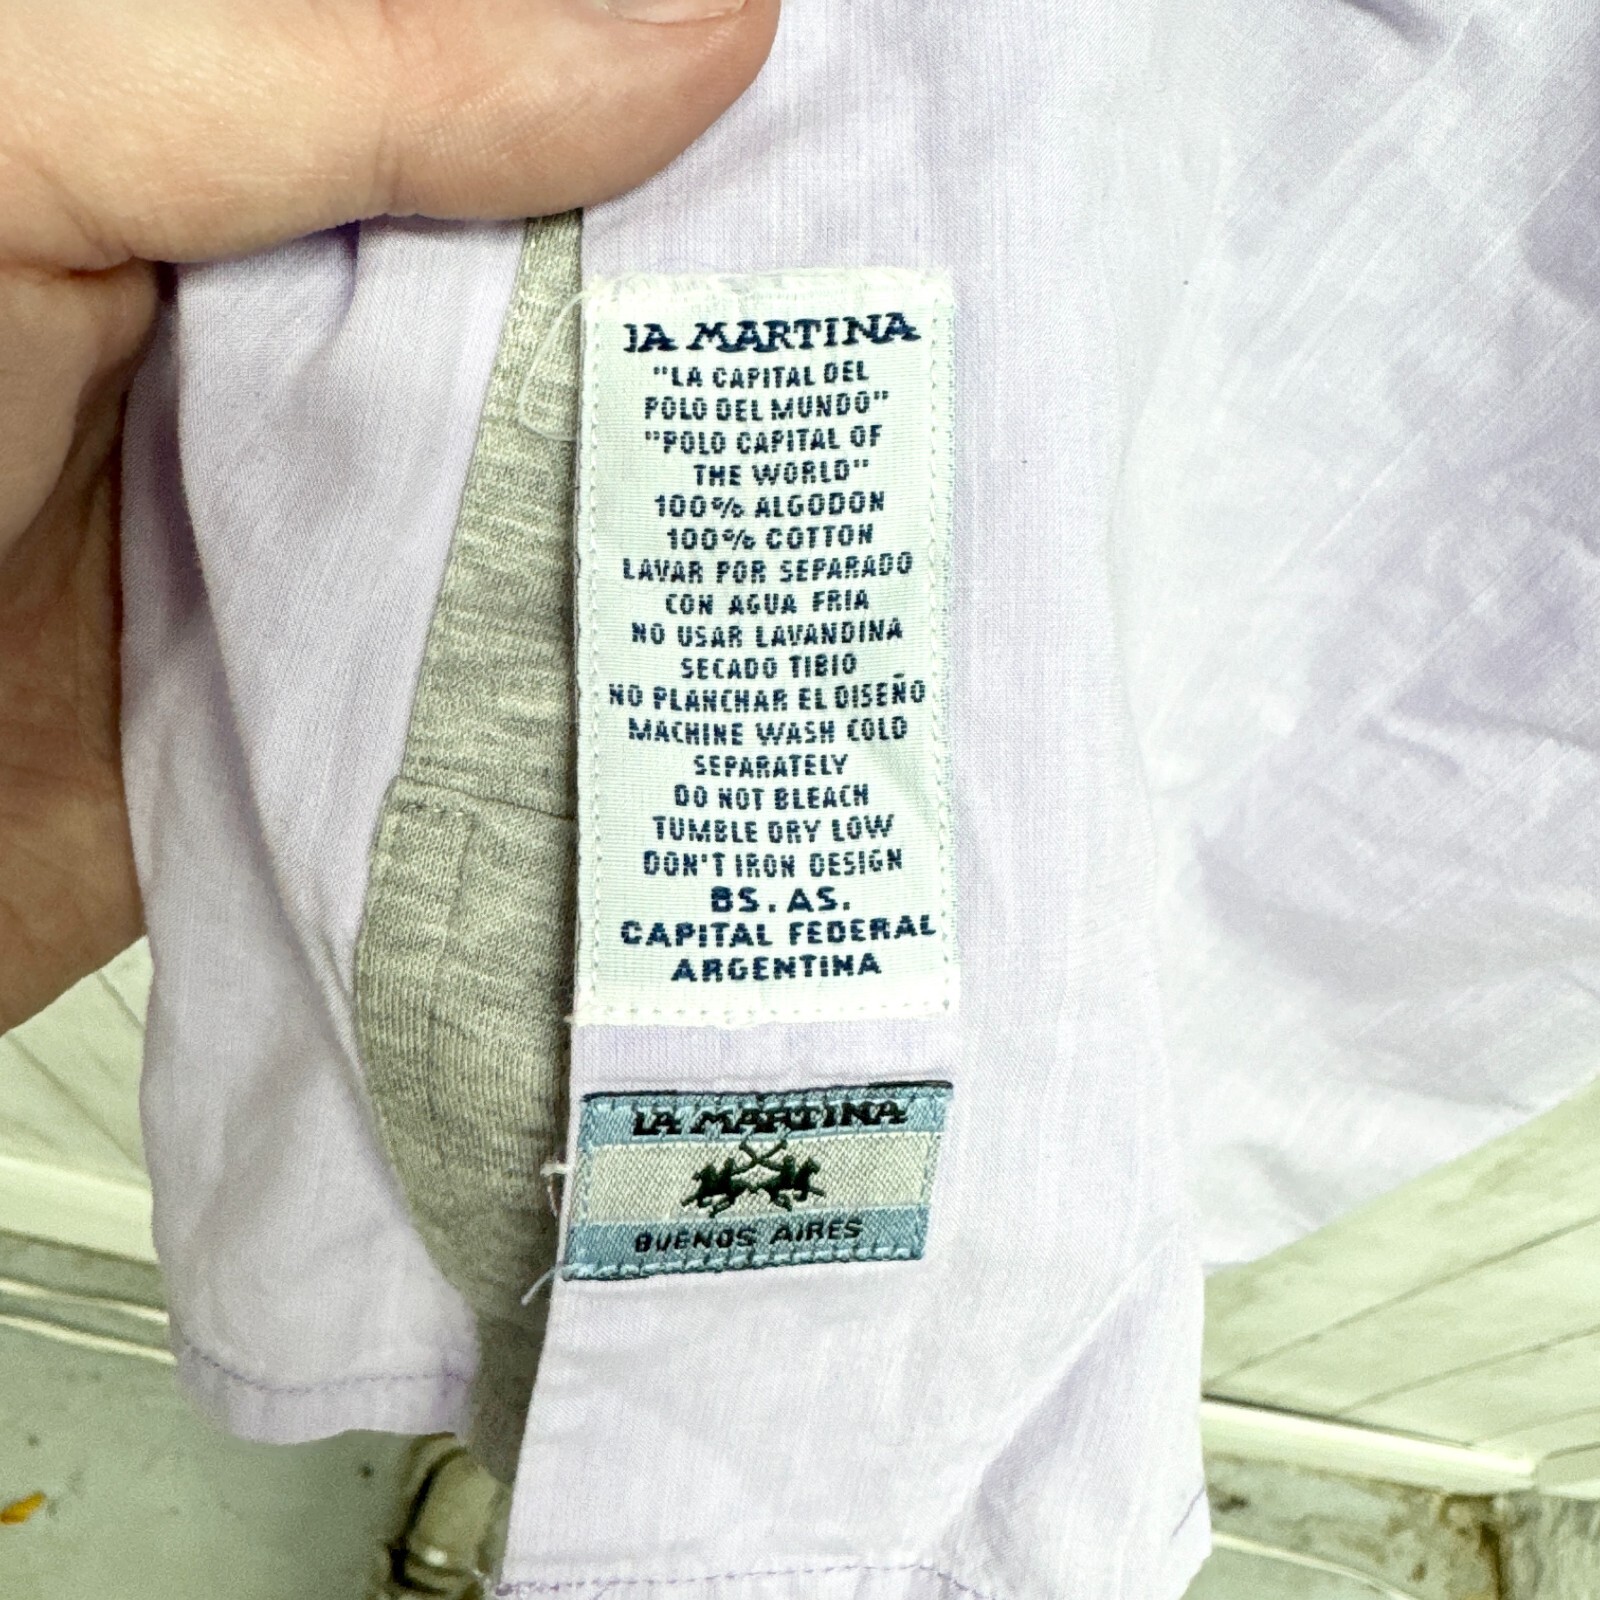 LA MARTINA
"LA CAPITAL DEL
POLO DEL MUNDO"
"POLO CAPITAL OF
THE WORLD"
100% ALGODON
100% COTTON
LAVAR POR SEPARADO
CON AGUA FRIA
NO USAR LAVANDINA
SECADO TIBIO
NO PLANCHAR EL DISEÑO
MACHINE WASH COLD
SEPARATELY
DO NOT BLEACH
TUMBLE DRY LOW
DON'T IRON DESIGN
BS.AS.
CAPITAL FEDERAL
ARGENTINA
LA MARTINA
BUENOS AIRES